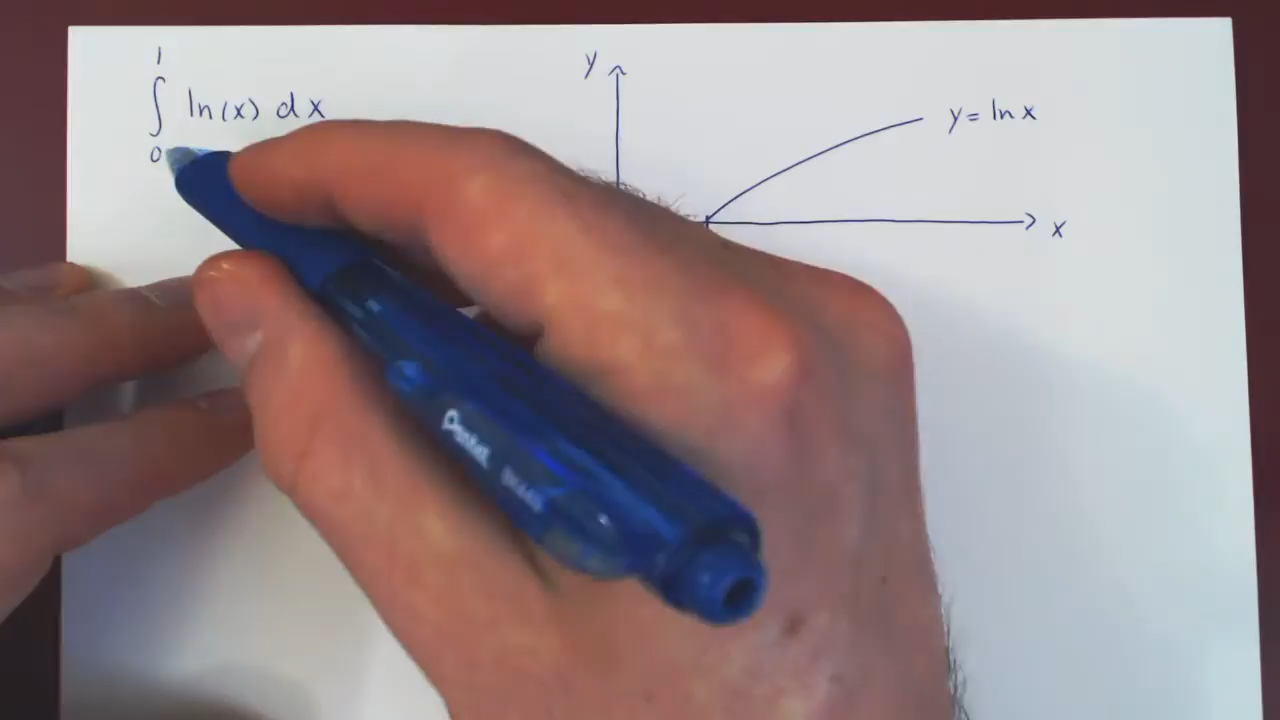 1
∫ ln(x) dx
0
y
y = ln x
x
Pentel